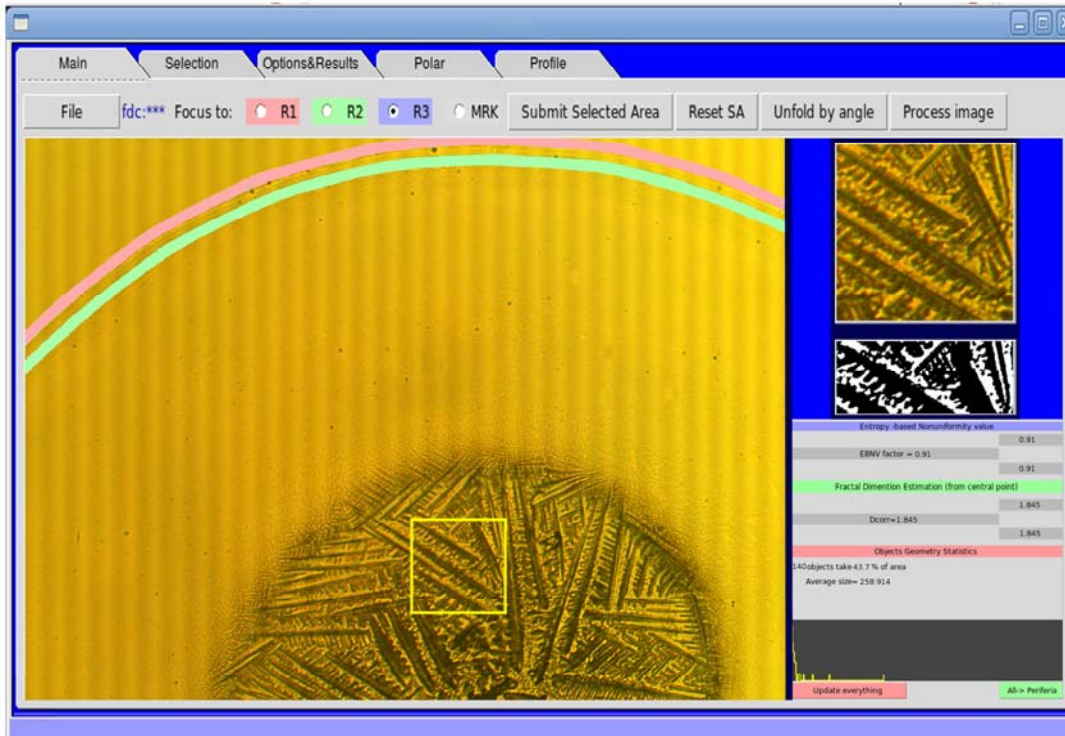 Main Selection Options&Results Polar Profile
File fdc:*** Focus to: R1 R2 R3 MRK Submit Selected Area Reset SA Unfold by angle Process image
Entropy -based Nonuniformity value
0.91
EBNV factor = 0.91
0.91
Fractal Dimention Estimation (from central point)
1.845
Dcorr=1.845
1.845
Objects Geometry Statistics
140objects take 43.7 % of area
Average size= 258.914
Update everything All-> Periferia